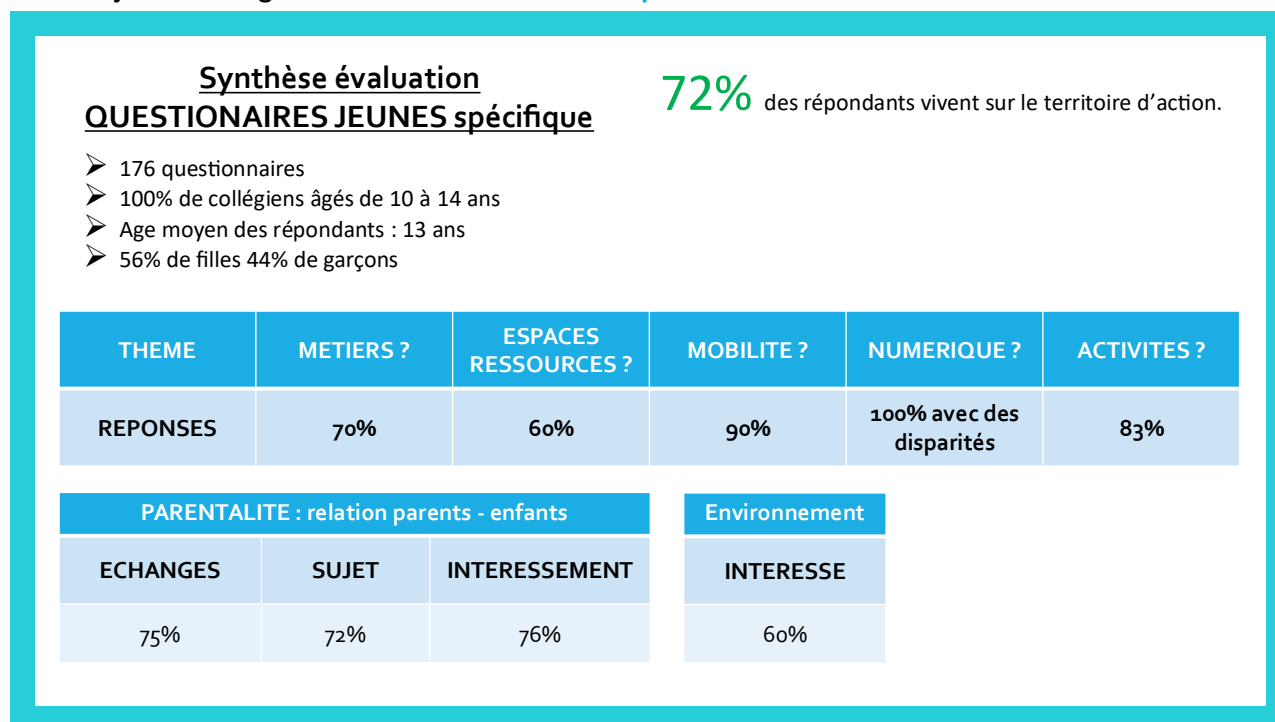 Synthèse évaluation
QUESTIONAIRES JEUNES spécifique
72% des répondants vivent sur le territoire d'action.
➢ 176 questionnaires
➢ 100% de collégiens âgés de 10 à 14 ans
➢ Age moyen des répondants : 13 ans
➢ 56% de filles 44% de garçons
THEME METIERS ? ESPACES RESSOURCES ? MOBILITE ? NUMERIQUE ? ACTIVITES ?
REPONSES 70% 60% 90% 100% avec des disparités 83%
PARENTALITE : relation parents - enfants
ECHANGES SUJET INTERESSEMENT
75% 72% 76%
Environnement
INTERESSE
60%